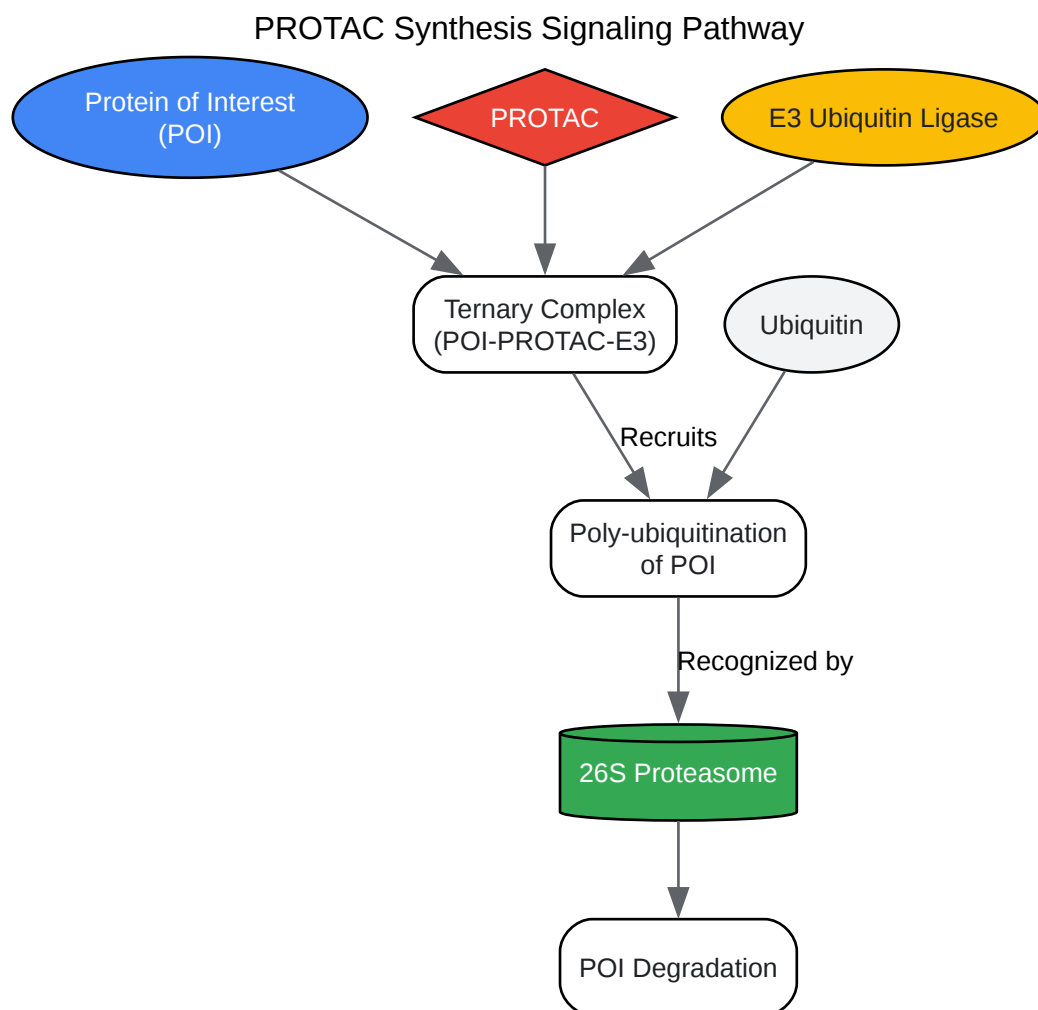 PROTAC Synthesis Signaling Pathway
Protein of Interest
(POI)
PROTAC
E3 Ubiquitin Ligase
Ternary Complex
(POI-PROTAC-E3)
Ubiquitin
Recruits
Poly-ubiquitination
of POI
Recognized by
26S Proteasome
POI Degradation